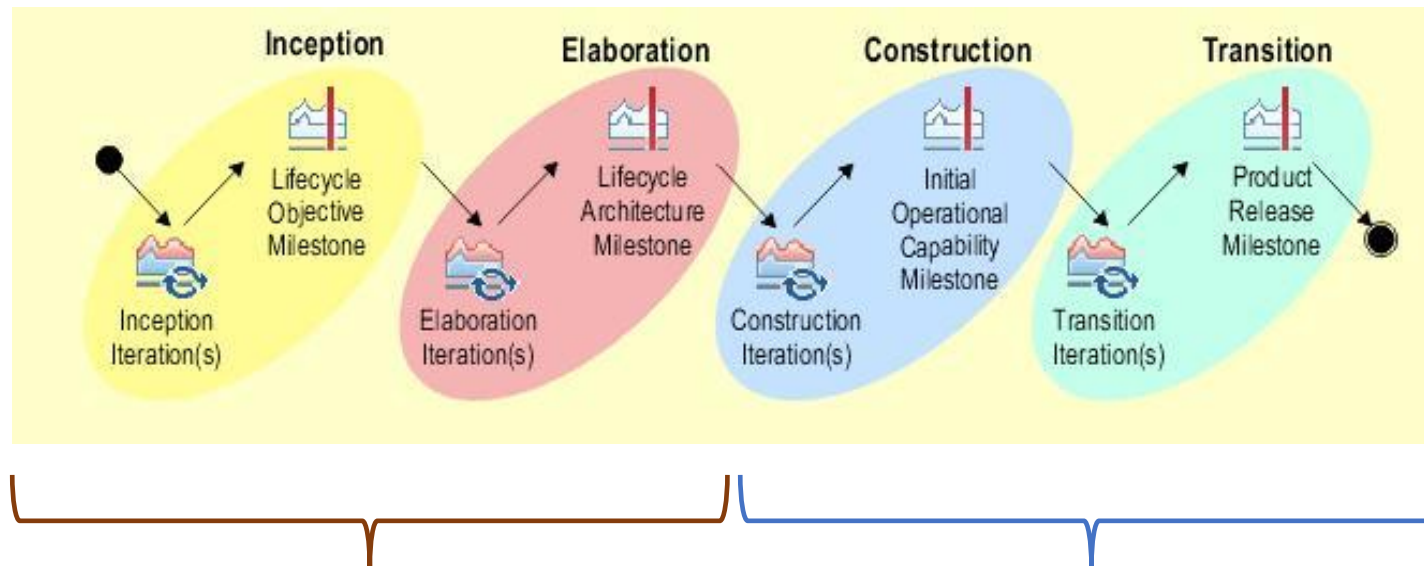 Inception
Elaboration
Construction
Transition
Lifecycle
Objective
Milestone
Lifecycle
Architecture
Milestone
Initial
Operational
Capability
Milestone
Product
Release
Milestone
Inception
Iteration(s)
Elaboration
Iteration(s)
Construction
Iteration(s)
Transition
Iteration(s)